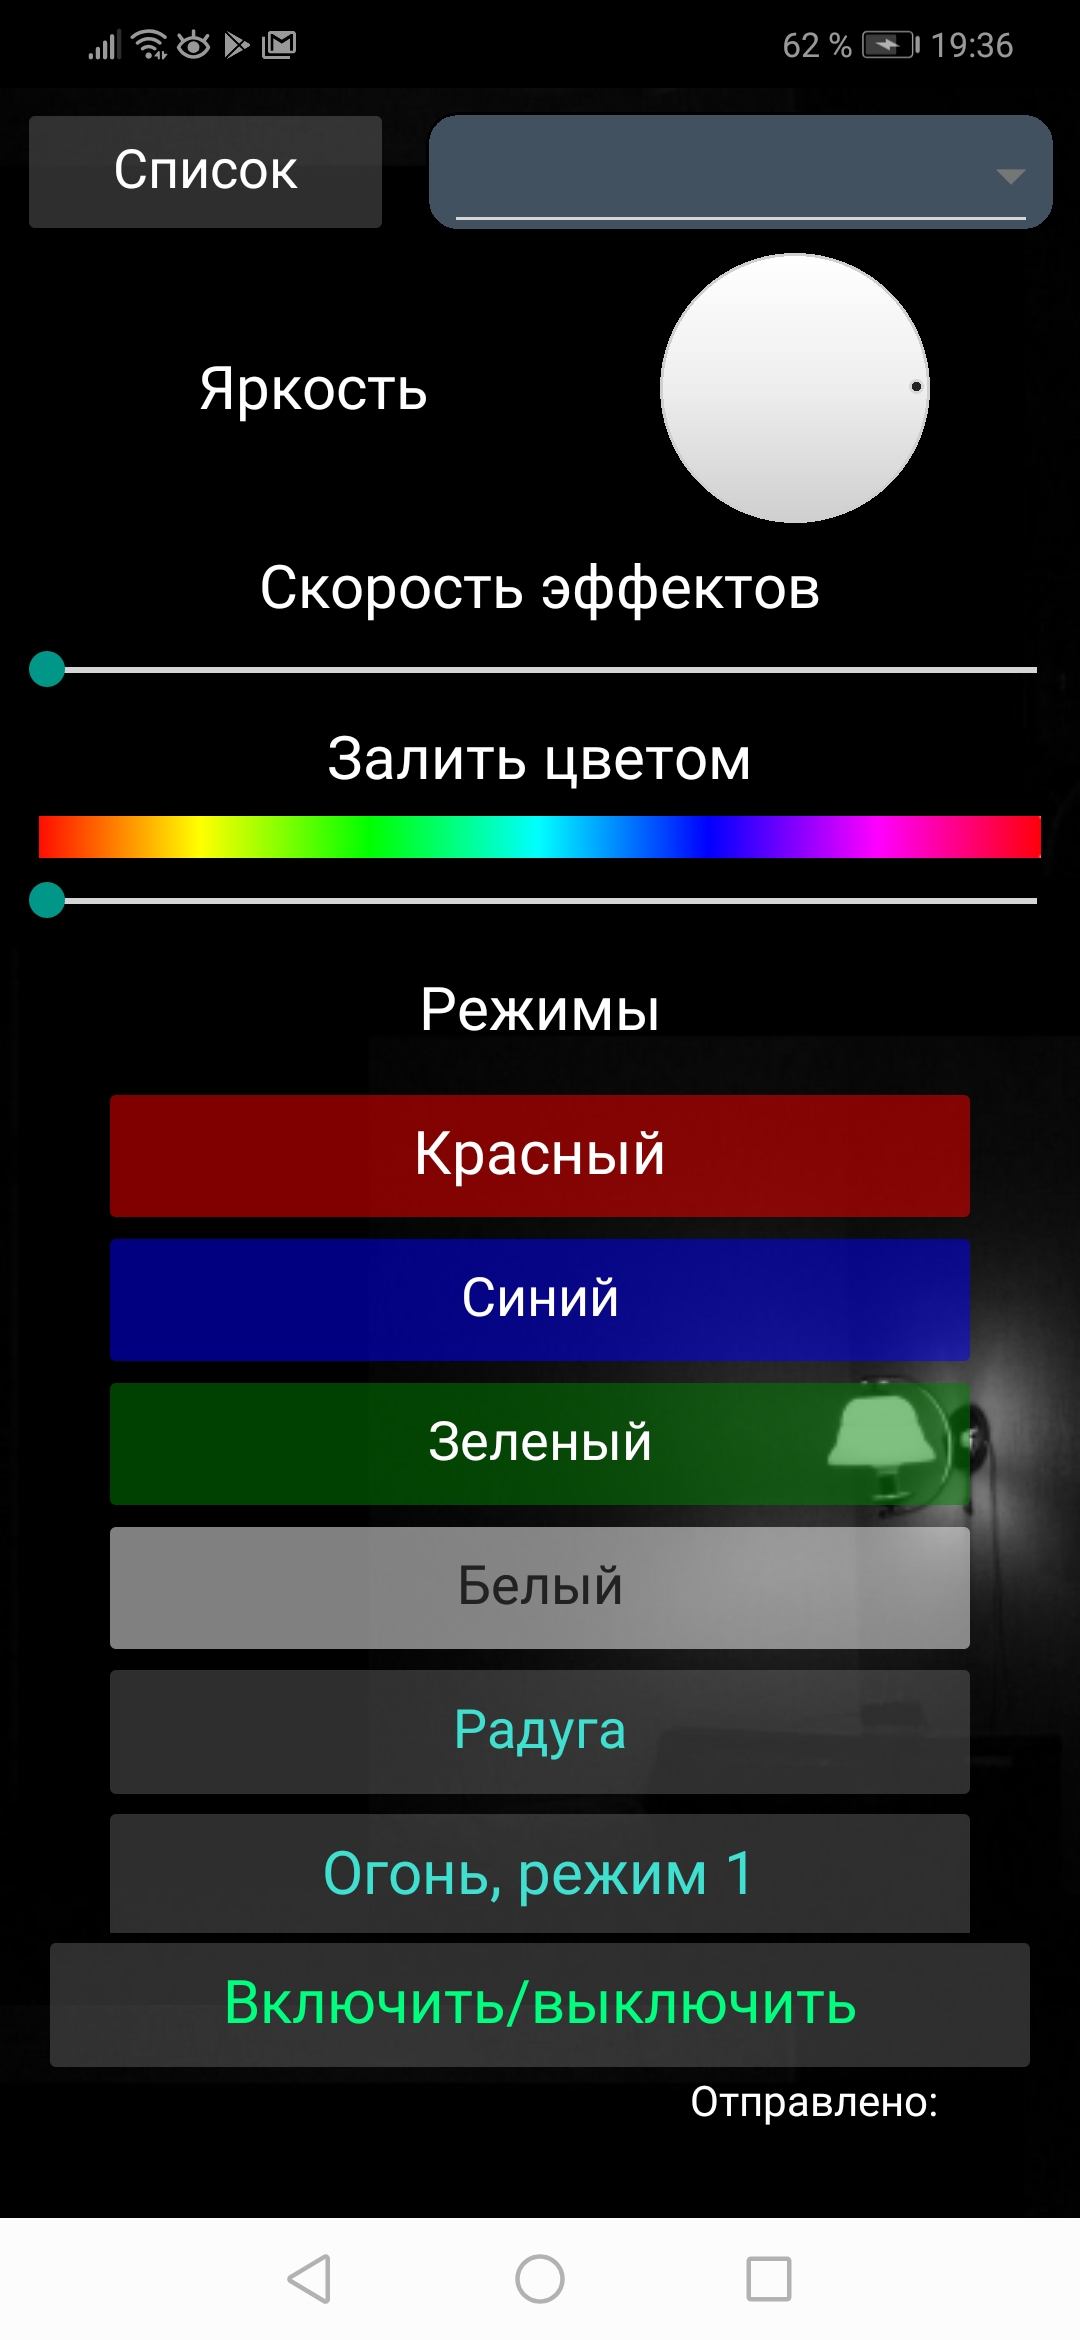 62 % 19:36
Список
Яркость
Скорость эффектов
Залить цветом
Режимы
Красный
Синий
Зеленый
Белый
Радуга
Огонь, режим 1
Включить/выключить
Отправлено: